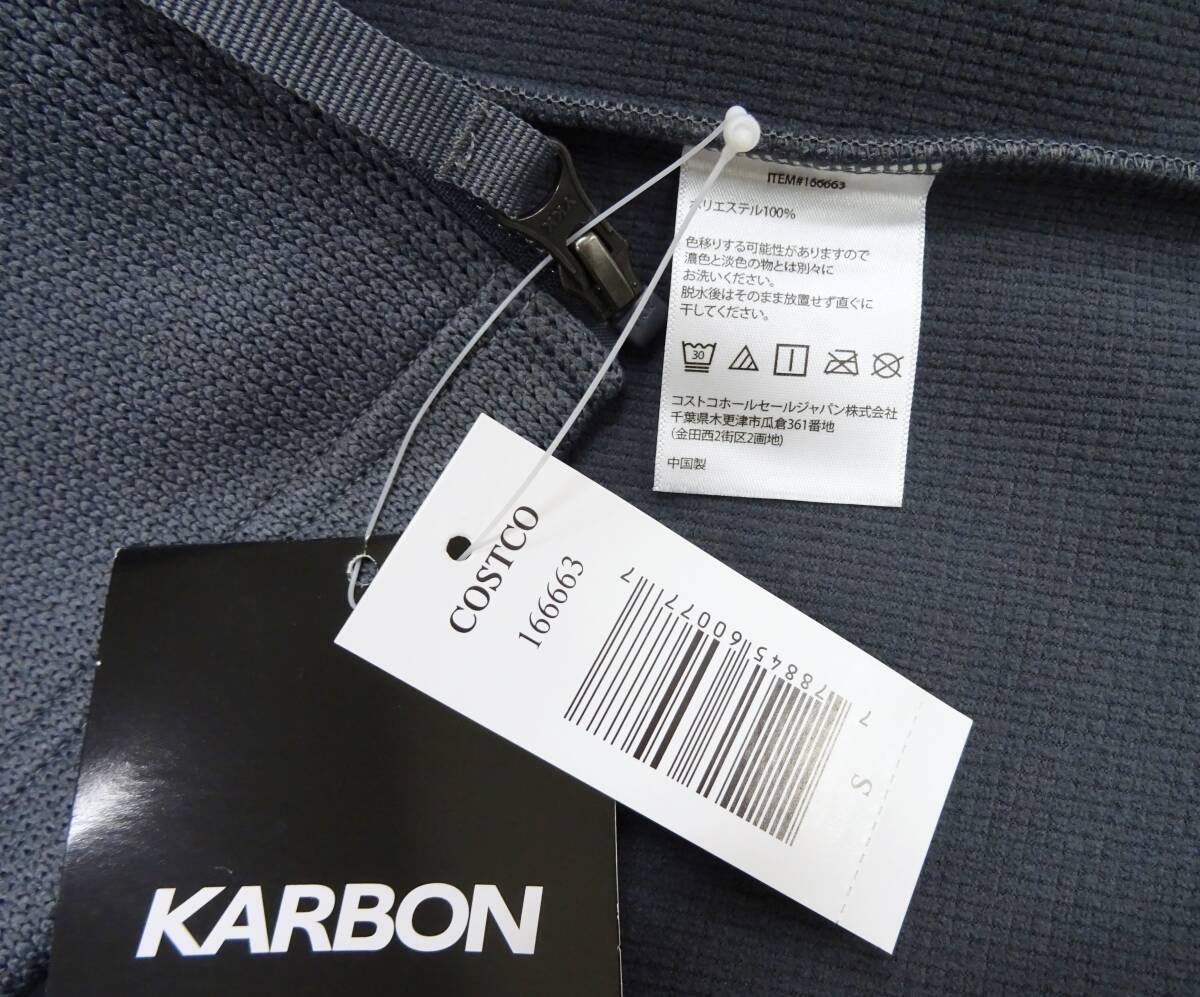 YKK
ITEM#166663
ポリエステル100%
色移りする可能性がありますので
濃色と淡色の物とは別々に
お洗いください。
脱水後はそのまま放置せず直ぐに
干してください。
30
コストコホールセールジャパン株式会社
千葉県木更津市瓜倉361番地
(金田西2街区2画地)
中国製
COSTCO
166663
7 78845 60077 7
S
KARBON